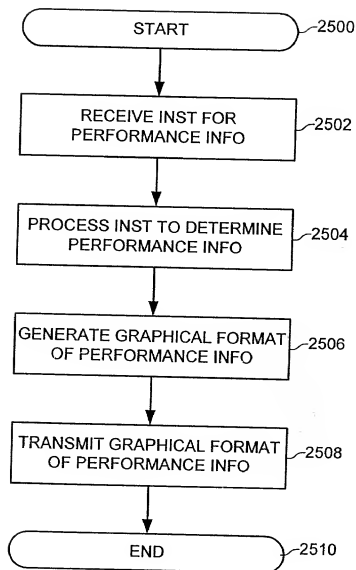 START
2500
RECEIVE INST FOR
PERFORMANCE INFO
2502
PROCESS INST TO DETERMINE
PERFORMANCE INFO
2504
GENERATE GRAPHICAL FORMAT
OF PERFORMANCE INFO
2506
TRANSMIT GRAPHICAL FORMAT
OF PERFORMANCE INFO
2508
END
2510